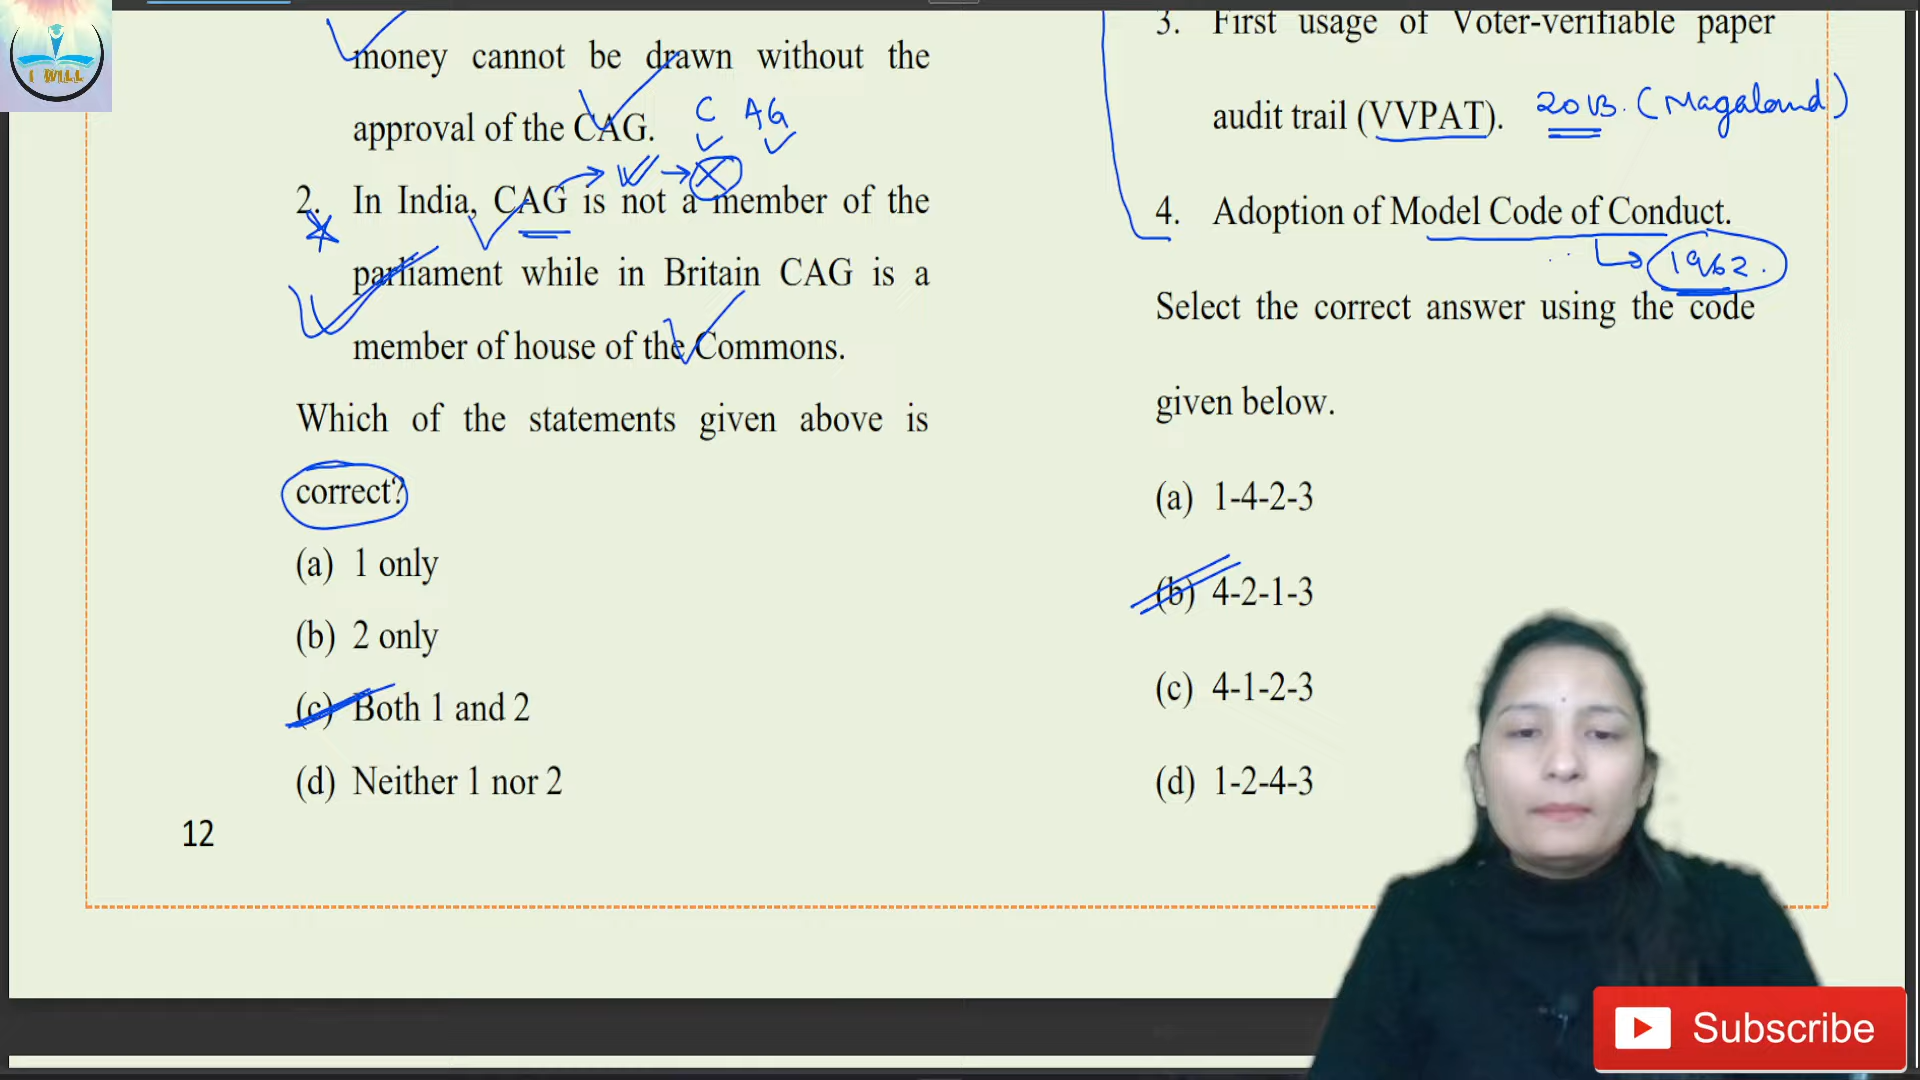 I WILL
money cannot be drawn without the
approval of the CAG.
C AG
2. In India, CAG is not a member of the
parliament while in Britain CAG is a
member of house of the Commons.
Which of the statements given above is
correct?
(a) 1 only
(b) 2 only
(c) Both 1 and 2
(d) Neither 1 nor 2
12
3. First usage of Voter-verifiable paper
audit trail (VVPAT). 2013. (Nagaland)
4. Adoption of Model Code of Conduct.
1962.
Select the correct answer using the code
given below.
(a) 1-4-2-3
(b) 4-2-1-3
(c) 4-1-2-3
(d) 1-2-4-3
Subscribe